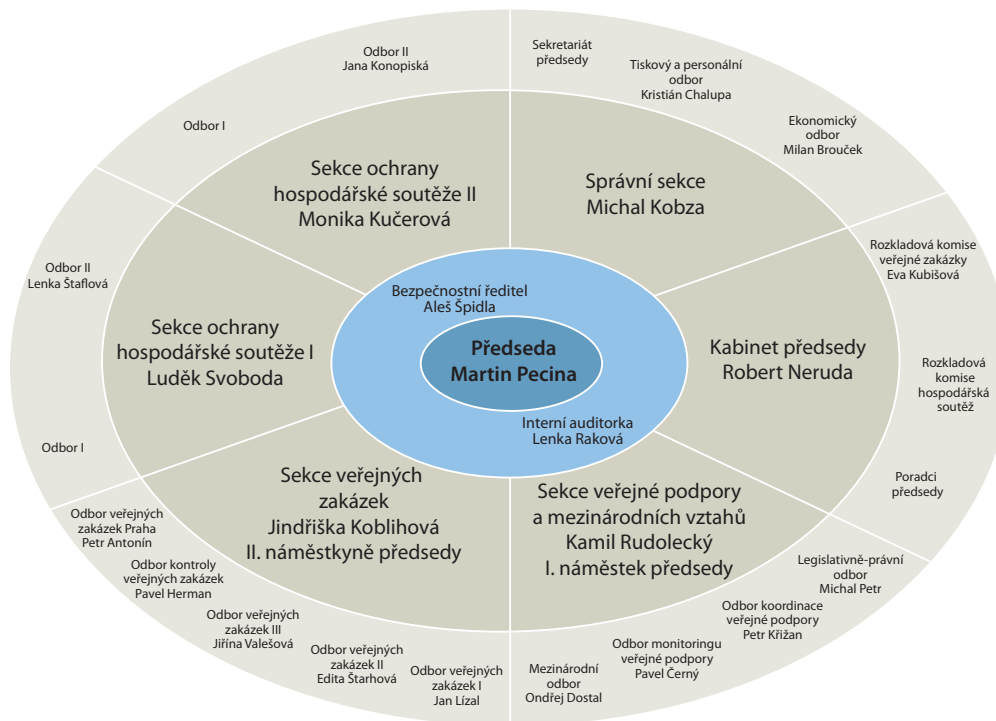 Odbor II
Jana Konopiská
Sekretariát
předsedy
Tiskový a personální
odbor
Kristián Chalupa
Odbor I
Ekonomický
odbor
Milan Brouček
Sekce ochrany
hospodářské soutěže II
Monika Kučerová
Správní sekce
Michal Kobza
Rozkladová komise
veřejné zakázky
Eva Kubišová
Odbor II
Lenka Štaflová
Bezpečnostní ředitel
Aleš Špidla
Sekce ochrany
hospodářské soutěže I
Luděk Svoboda
Předseda
Martin Pecina
Kabinet předsedy
Robert Neruda
Rozkladová
komise
hospodářská
soutěž
Interní auditorka
Lenka Raková
Odbor I
Sekce veřejných
zakázek
Jindřiška Koblihová
II. náměstkyně předsedy
Sekce veřejné podpory
a mezinárodních vztahů
Kamil Rudolecký
I. náměstek předsedy
Poradci
předsedy
Odbor veřejných
zakázek Praha
Petr Antonín
Odbor kontroly
veřejných zakázek
Pavel Herman
Odbor veřejných
zakázek III
Jiřína Valešová
Odbor veřejných
zakázek II
Edita Štarhová
Odbor veřejných
zakázek I
Jan Lízal
Mezinárodní
odbor
Ondřej Dostal
Odbor monitoringu
veřejné podpory
Pavel Černý
Odbor koordinace
veřejné podpory
Petr Křižan
Legislativně-právní
odbor
Michal Petr